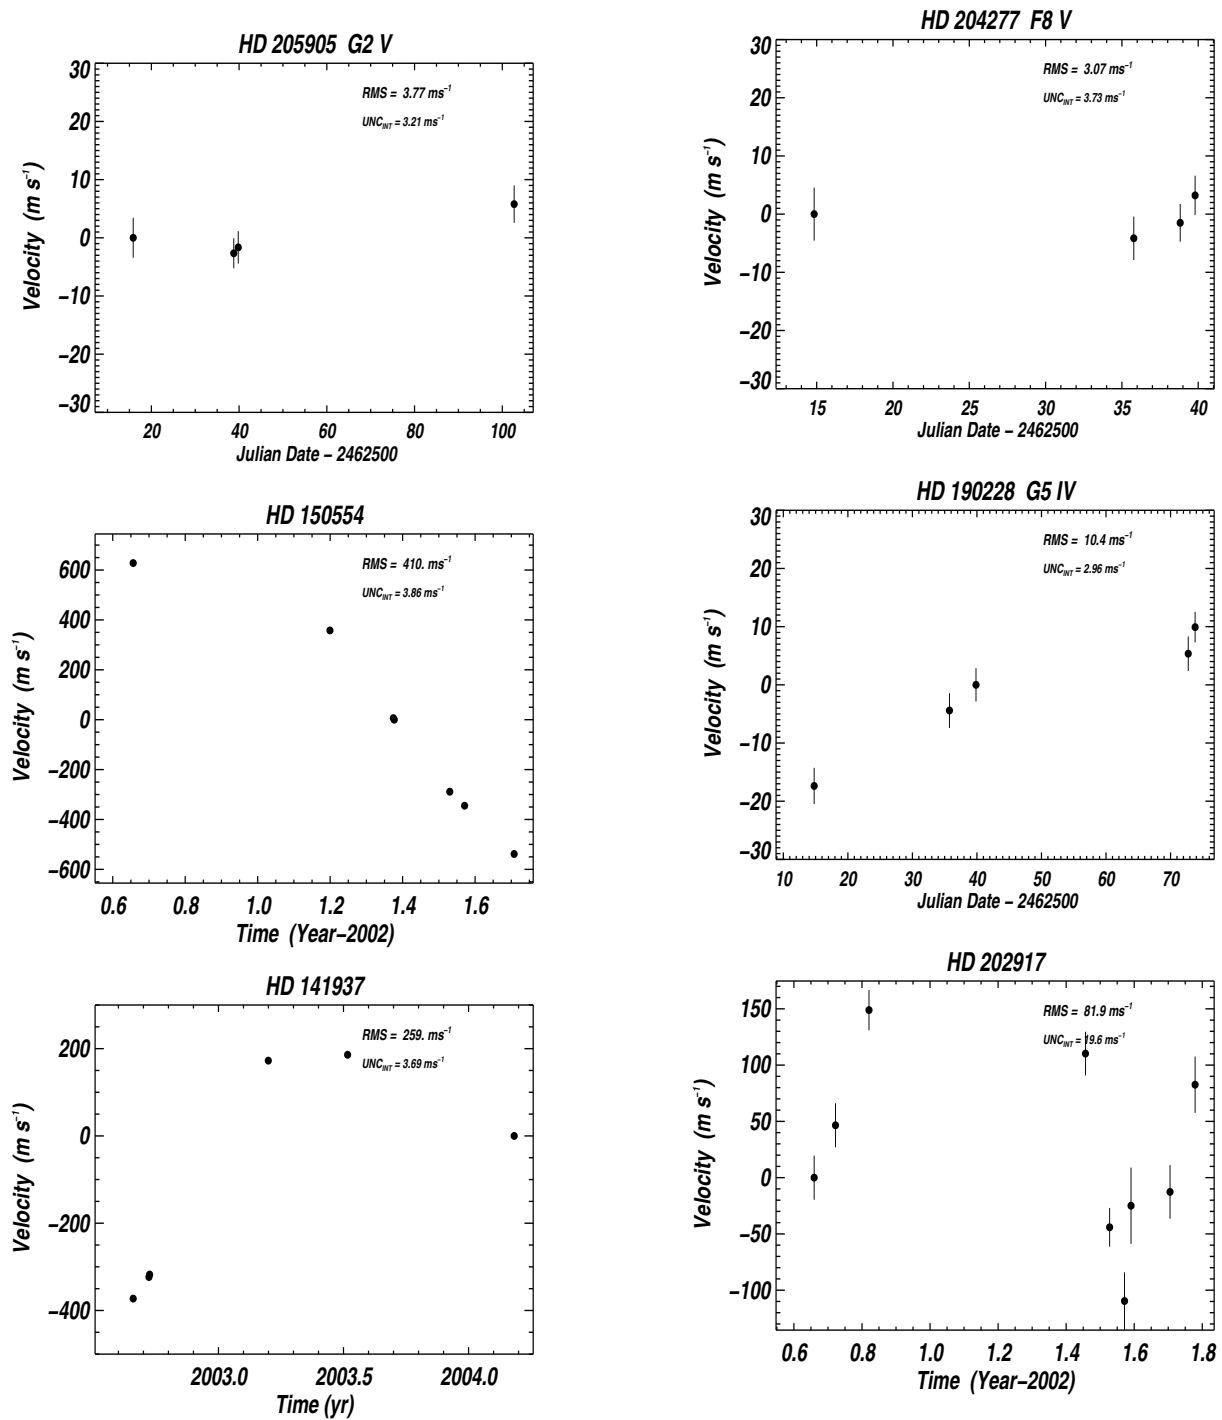 HD 205905 G2 V
RMS = 3.77 ms⁻¹
UNC_INT = 3.21 ms⁻¹
30
20
10
0
−10
−20
−30
Velocity (m s⁻¹)
20 40 60 80 100
Julian Date − 2462500
HD 204277 F8 V
RMS = 3.07 ms⁻¹
UNC_INT = 3.73 ms⁻¹
30
20
10
0
−10
−20
−30
Velocity (m s⁻¹)
15 20 25 30 35 40
Julian Date − 2462500
HD 150554
RMS = 410. ms⁻¹
UNC_INT = 3.86 ms⁻¹
600
400
200
0
−200
−400
−600
Velocity (m s⁻¹)
0.6 0.8 1.0 1.2 1.4 1.6
Time (Year−2002)
HD 190228 G5 IV
RMS = 10.4 ms⁻¹
UNC_INT = 2.96 ms⁻¹
30
20
10
0
−10
−20
−30
Velocity (m s⁻¹)
10 20 30 40 50 60 70
Julian Date − 2462500
HD 141937
RMS = 259. ms⁻¹
UNC_INT = 3.69 ms⁻¹
200
0
−200
−400
Velocity (m s⁻¹)
2003.0 2003.5 2004.0
Time (yr)
HD 202917
RMS = 81.9 ms⁻¹
UNC_INT = 19.6 ms⁻¹
150
100
50
0
−50
−100
Velocity (m s⁻¹)
0.6 0.8 1.0 1.2 1.4 1.6 1.8
Time (Year−2002)